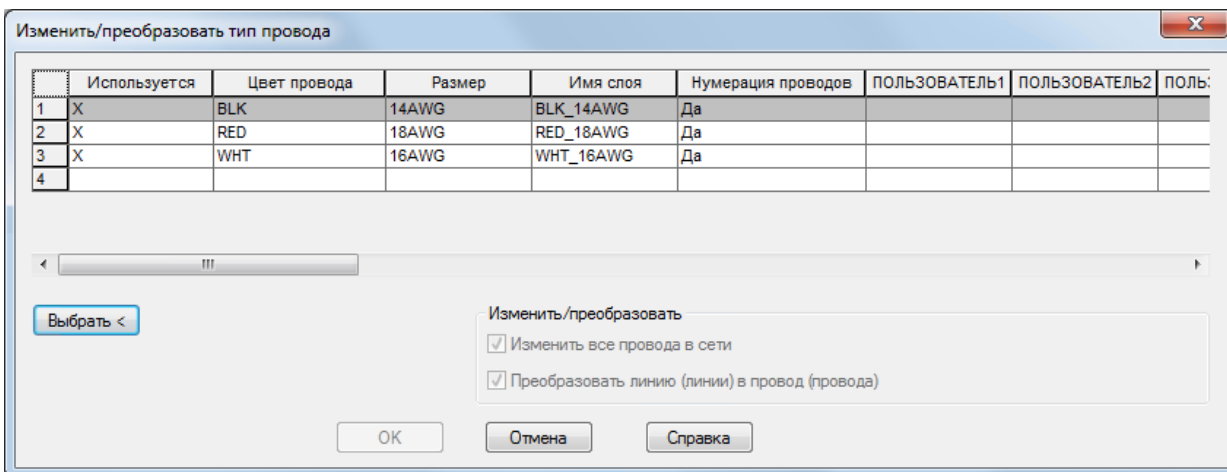 Изменить/преобразовать тип провода
Используется Цвет провода Размер Имя слоя Нумерация проводов ПОЛЬЗОВАТЕЛЬ1 ПОЛЬЗОВАТЕЛЬ2
1 X BLK 14AWG BLK_14AWG Да
2 X RED 18AWG RED_18AWG Да
3 X WHT 16AWG WHT_16AWG Да
4
Выбрать <
Изменить/преобразовать
Изменить все провода в сети
Преобразовать линию (линии) в провод (провода)
OK Отмена Справка